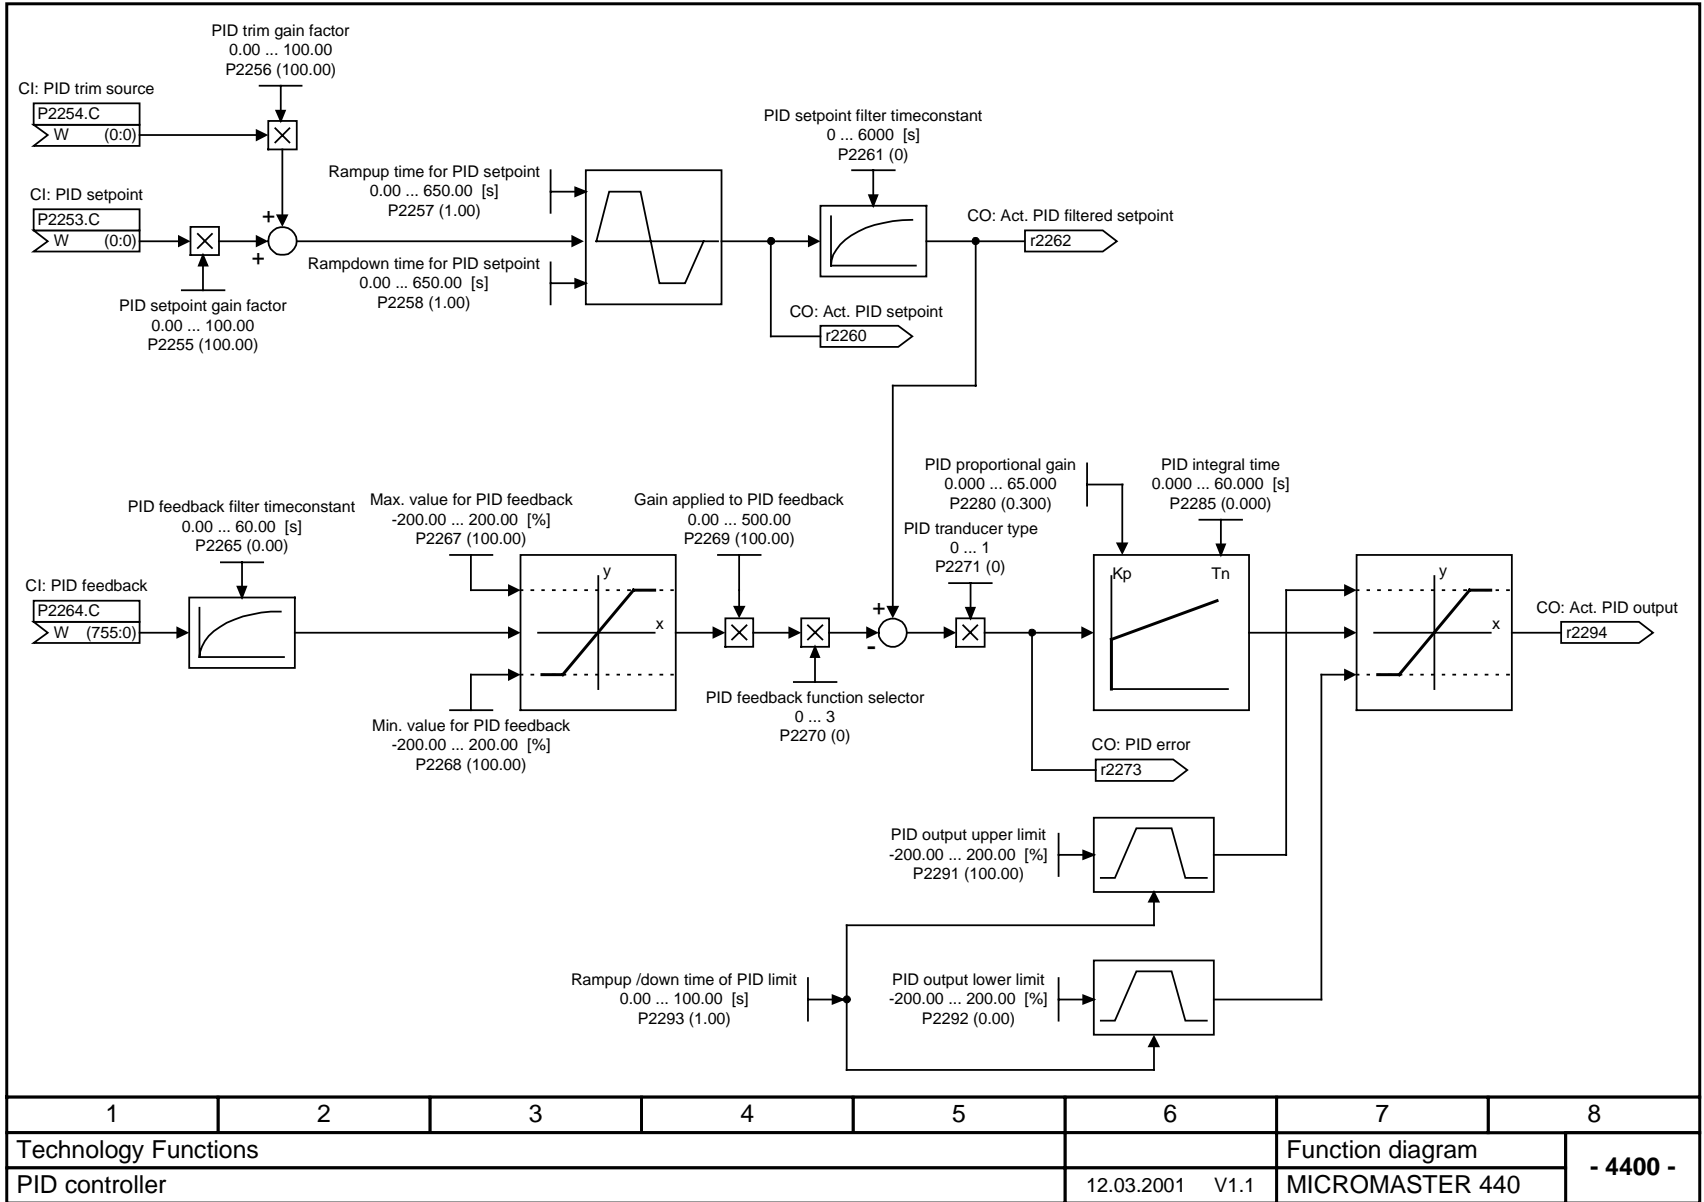 PID trim gain factor
0.00 ... 100.00
P2256 (100.00)
CI: PID trim source
P2254.C
W (0:0)
CI: PID setpoint
P2253.C
W (0:0)
+
+
PID setpoint gain factor
0.00 ... 100.00
P2255 (100.00)
Rampup time for PID setpoint
0.00 ... 650.00 [s]
P2257 (1.00)
Rampdown time for PID setpoint
0.00 ... 650.00 [s]
P2258 (1.00)
PID setpoint filter timeconstant
0 ... 6000 [s]
P2261 (0)
CO: Act. PID filtered setpoint
r2262
CO: Act. PID setpoint
r2260
PID feedback filter timeconstant
0.00 ... 60.00 [s]
P2265 (0.00)
CI: PID feedback
P2264.C
W (755:0)
Max. value for PID feedback
-200.00 ... 200.00 [%]
P2267 (100.00)
y
x
Min. value for PID feedback
-200.00 ... 200.00 [%]
P2268 (100.00)
Gain applied to PID feedback
0.00 ... 500.00
P2269 (100.00)
PID feedback function selector
0 ... 3
P2270 (0)
+
-
PID tranducer type
0 ... 1
P2271 (0)
PID proportional gain
0.000 ... 65.000
P2280 (0.300)
PID integral time
0.000 ... 60.000 [s]
P2285 (0.000)
Kp Tn
y
x
CO: Act. PID output
r2294
CO: PID error
r2273
PID output upper limit
-200.00 ... 200.00 [%]
P2291 (100.00)
Rampup /down time of PID limit
0.00 ... 100.00 [s]
P2293 (1.00)
PID output lower limit
-200.00 ... 200.00 [%]
P2292 (0.00)
1 2 3 4 5 6 7 8
Technology Functions
Function diagram
- 4400 -
PID controller
12.03.2001 V1.1
MICROMASTER 440